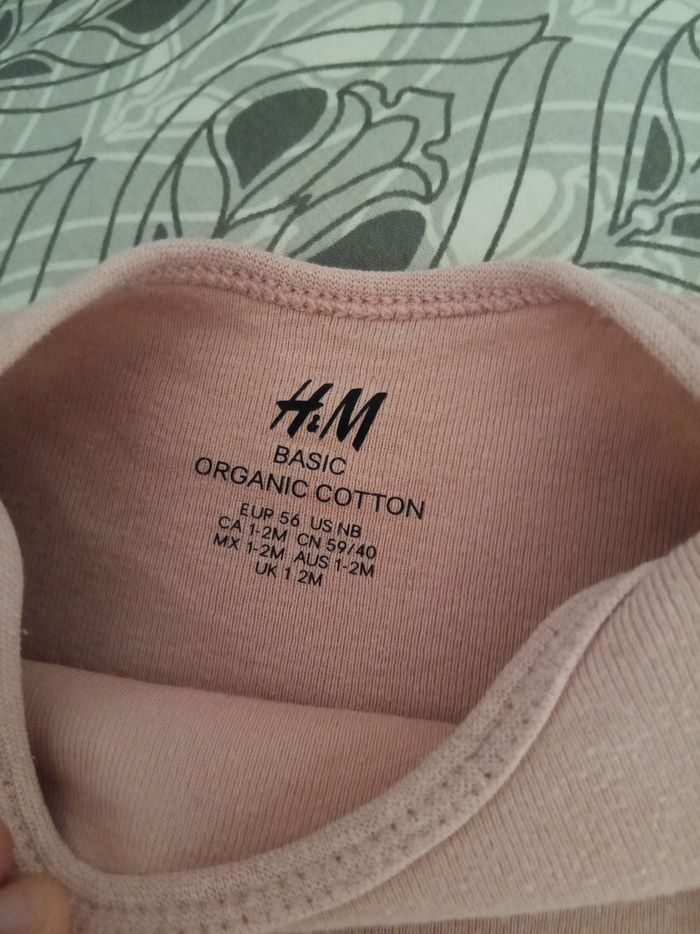 H&M
BASIC
ORGANIC COTTON
EUR 56 US NB
CA 1-2M CN 59/40
MX 1-2M AUS 1-2M
UK 1 2M